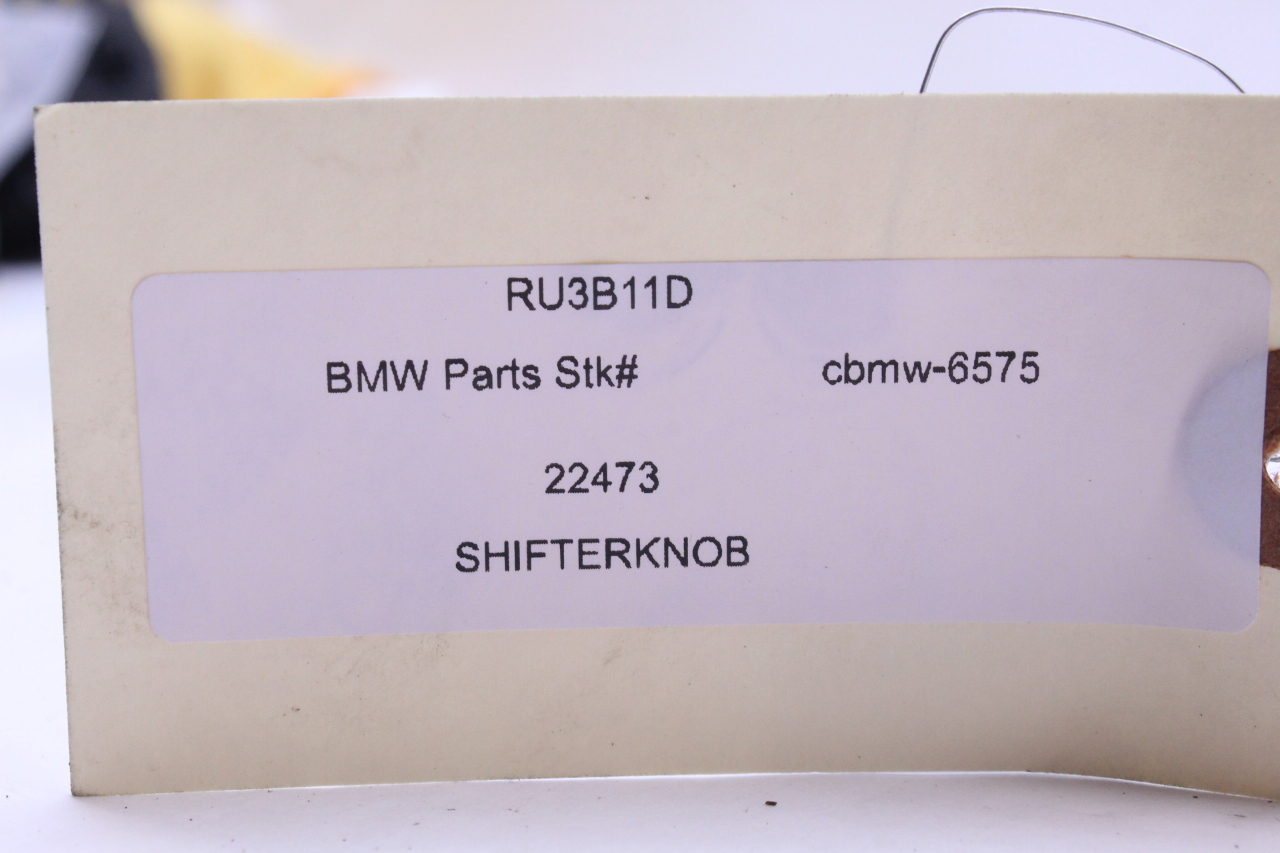 RU3B11D
BMW Parts Stk# cbmw-6575
22473
SHIFTERKNOB